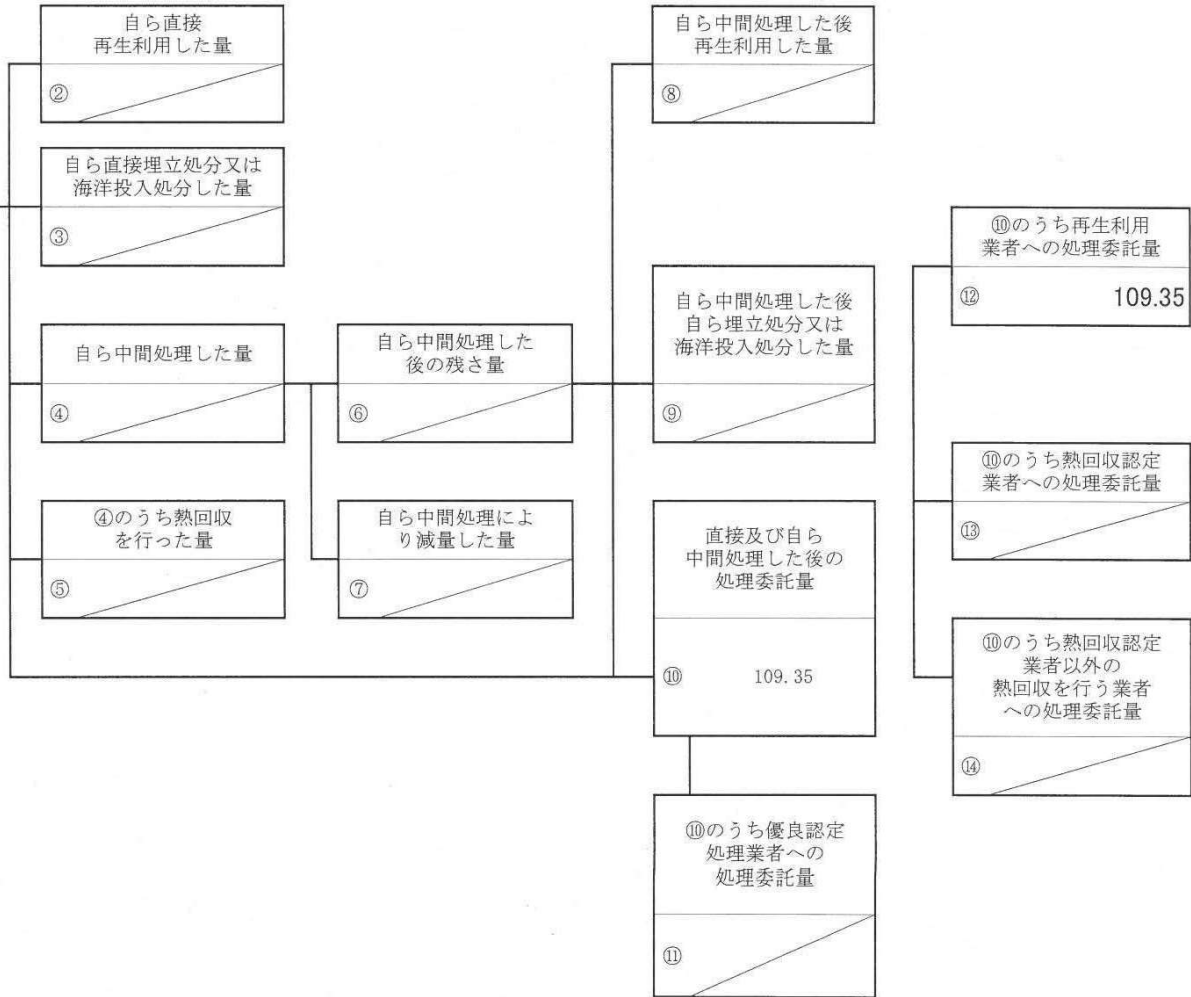 自ら直接
再生利用した量
②
自ら直接埋立処分又は
海洋投入処分した量
③
自ら中間処理した量
④
④のうち熱回収
を行った量
⑤
自ら中間処理した
後の残さ量
⑥
自ら中間処理によ
り減量した量
⑦
自ら中間処理した後
再生利用した量
⑧
自ら中間処理した後
自ら埋立処分又は
海洋投入処分した量
⑨
直接及び自ら
中間処理した後の
処理委託量
⑩ 109.35
⑩のうち優良認定
処理業者への
処理委託量
⑪
⑩のうち再生利用
業者への処理委託量
⑫ 109.35
⑩のうち熱回収認定
業者への処理委託量
⑬
⑩のうち熱回収認定
業者以外の
熱回収を行う業者
への処理委託量
⑭